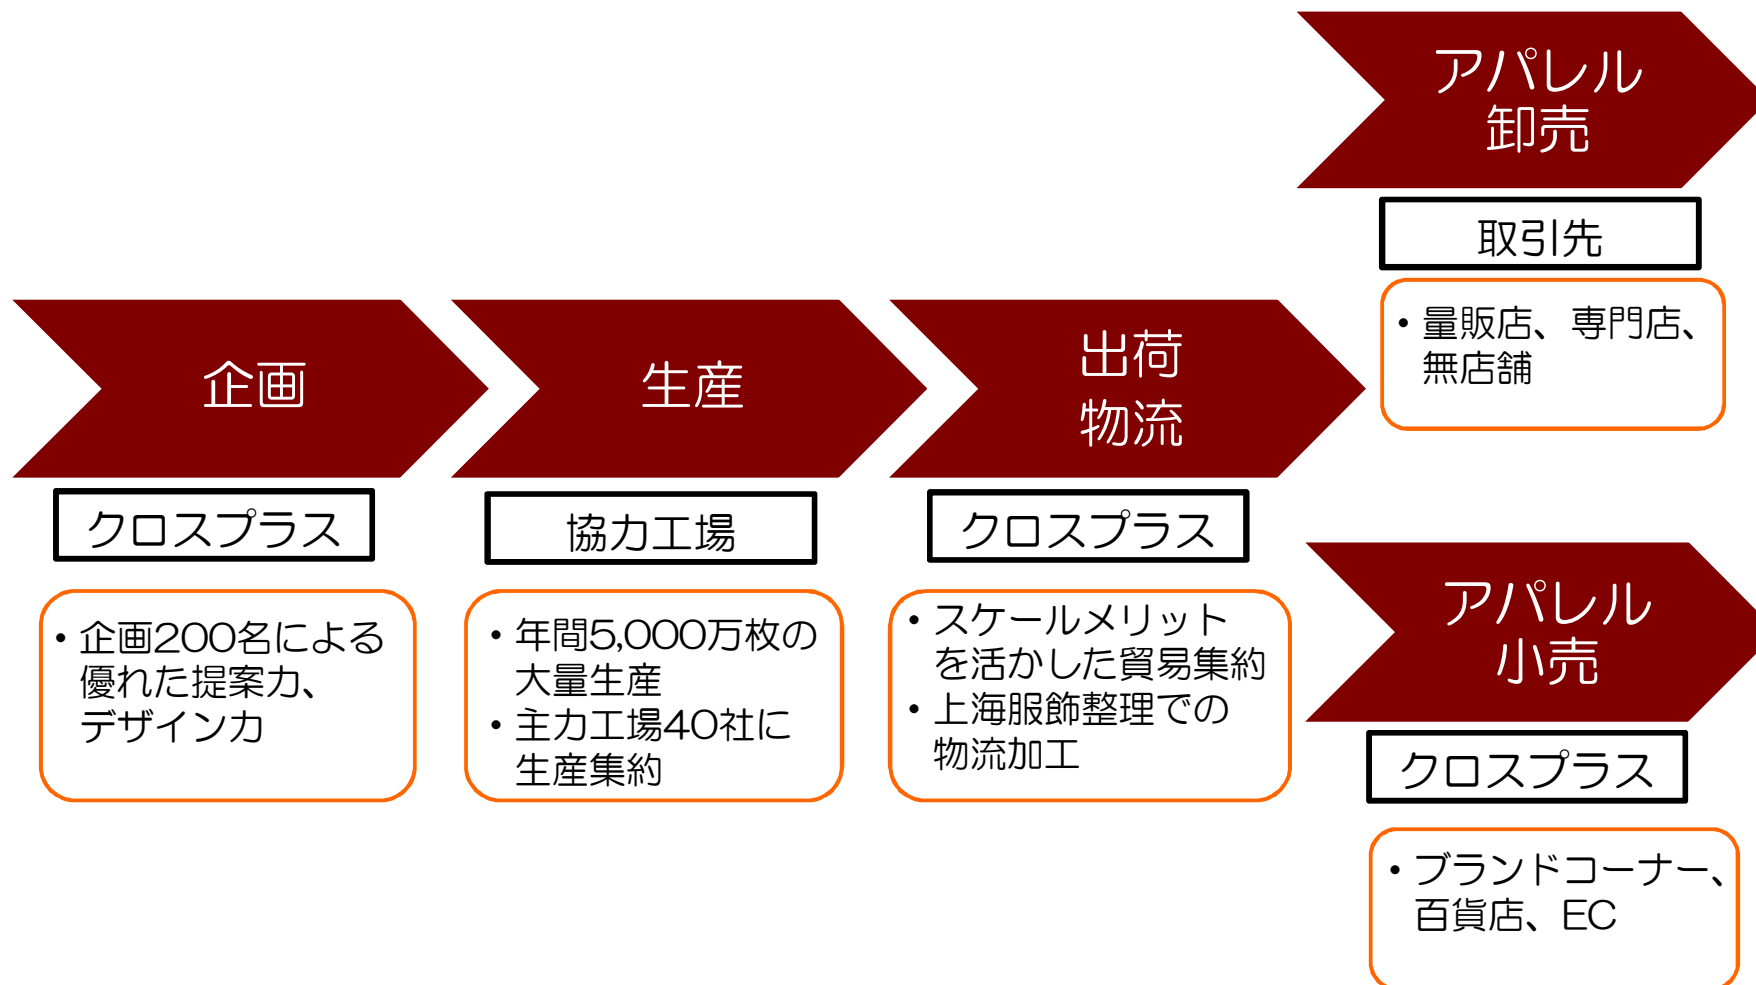 アパレル
卸売
取引先
・量販店、専門店、
無店舗
企画
クロスプラス
・企画200名による
優れた提案力、
デザイン力
生産
協力工場
・年間5,000万枚の
大量生産
・主力工場40社に
生産集約
出荷
物流
クロスプラス
・スケールメリット
を活かした貿易集約
・上海服飾整理での
物流加工
アパレル
小売
クロスプラス
・ブランドコーナー、
百貨店、EC